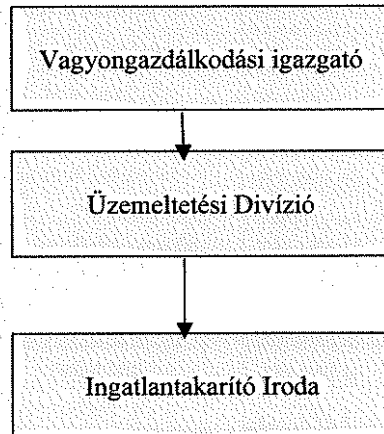 Vagyongazdálkodási igazgató
Üzemeltetési Divízió
Ingatlantakarító Iroda